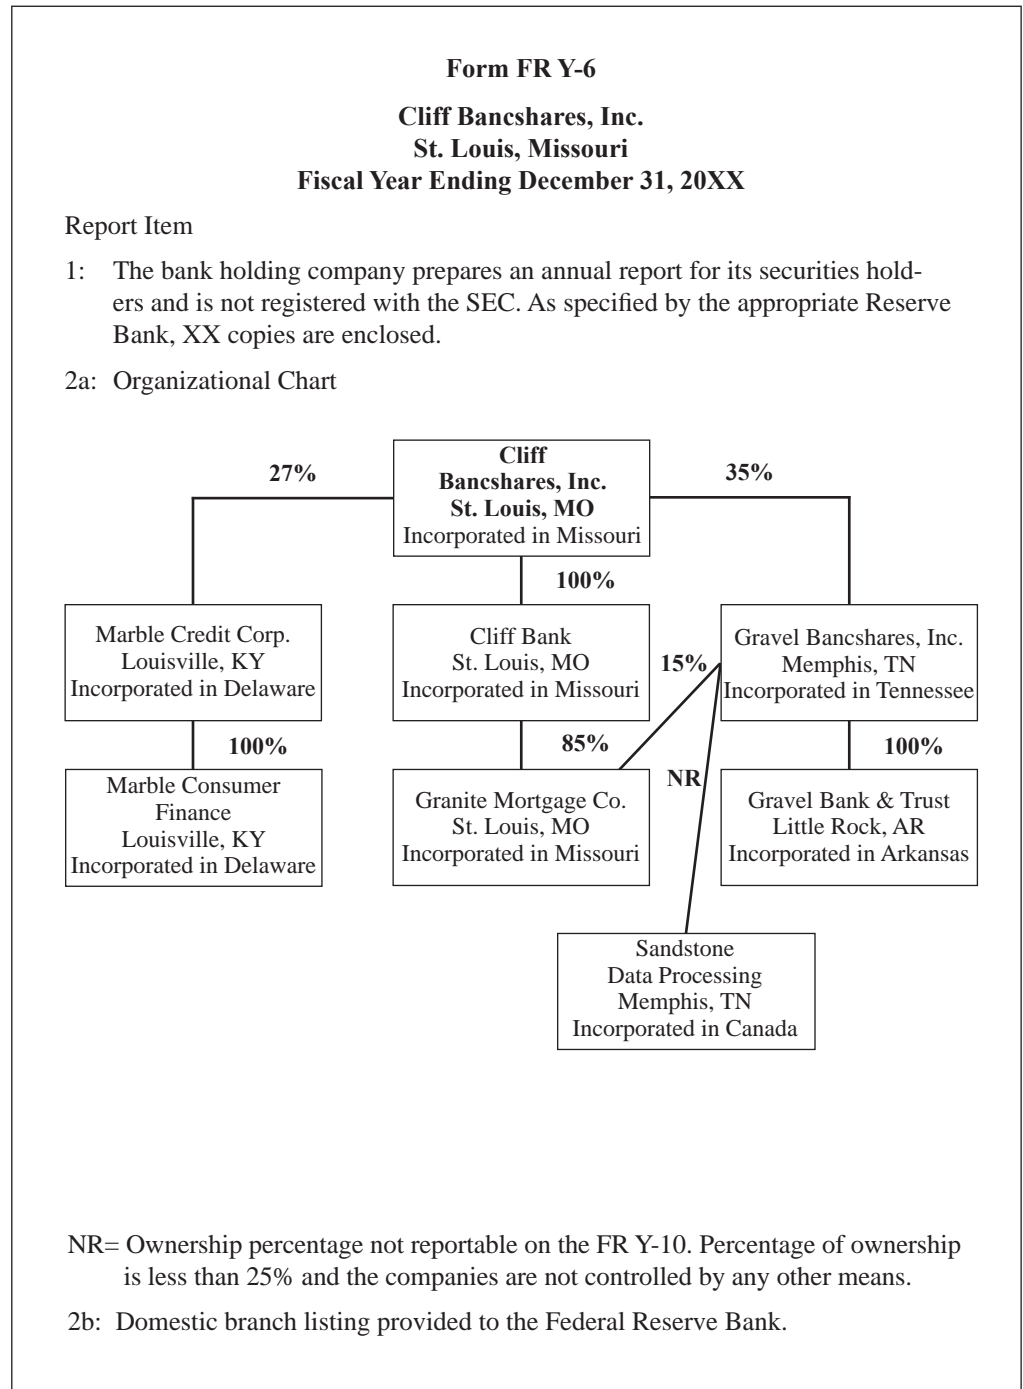 Form FR Y-6
Cliff Bancshares, Inc.
St. Louis, Missouri
Fiscal Year Ending December 31, 20XX
Report Item
1: The bank holding company prepares an annual report for its securities hold-
ers and is not registered with the SEC. As specified by the appropriate Reserve
Bank, XX copies are enclosed.
2a: Organizational Chart
Cliff
Bancshares, Inc.
St. Louis, MO
Incorporated in Missouri
27%
35%
100%
Marble Credit Corp.
Louisville, KY
Incorporated in Delaware
Cliff Bank
St. Louis, MO
Incorporated in Missouri
15%
Gravel Bancshares, Inc.
Memphis, TN
Incorporated in Tennessee
100%
85%
NR
100%
Marble Consumer
Finance
Louisville, KY
Incorporated in Delaware
Granite Mortgage Co.
St. Louis, MO
Incorporated in Missouri
Gravel Bank & Trust
Little Rock, AR
Incorporated in Arkansas
Sandstone
Data Processing
Memphis, TN
Incorporated in Canada
NR= Ownership percentage not reportable on the FR Y-10. Percentage of ownership
is less than 25% and the companies are not controlled by any other means.
2b: Domestic branch listing provided to the Federal Reserve Bank.